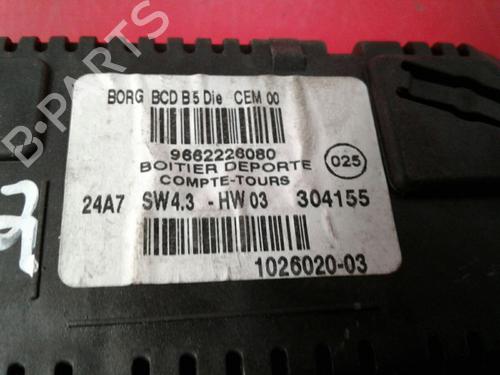 BORG BCD B5 Die CEM 00
9662226080
BOITIER DEPORTE
025
COMPTE-TOURS
24A7 SW4.3 - HW 03 304155
1026020-03
B-PARTS